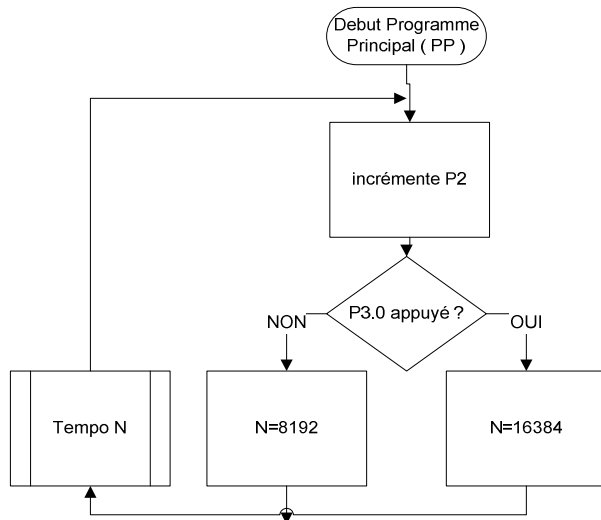 Debut Programme
Principal ( PP )
incrémente P2
P3.0 appuyé ?
NON
OUI
Tempo N
N=8192
N=16384